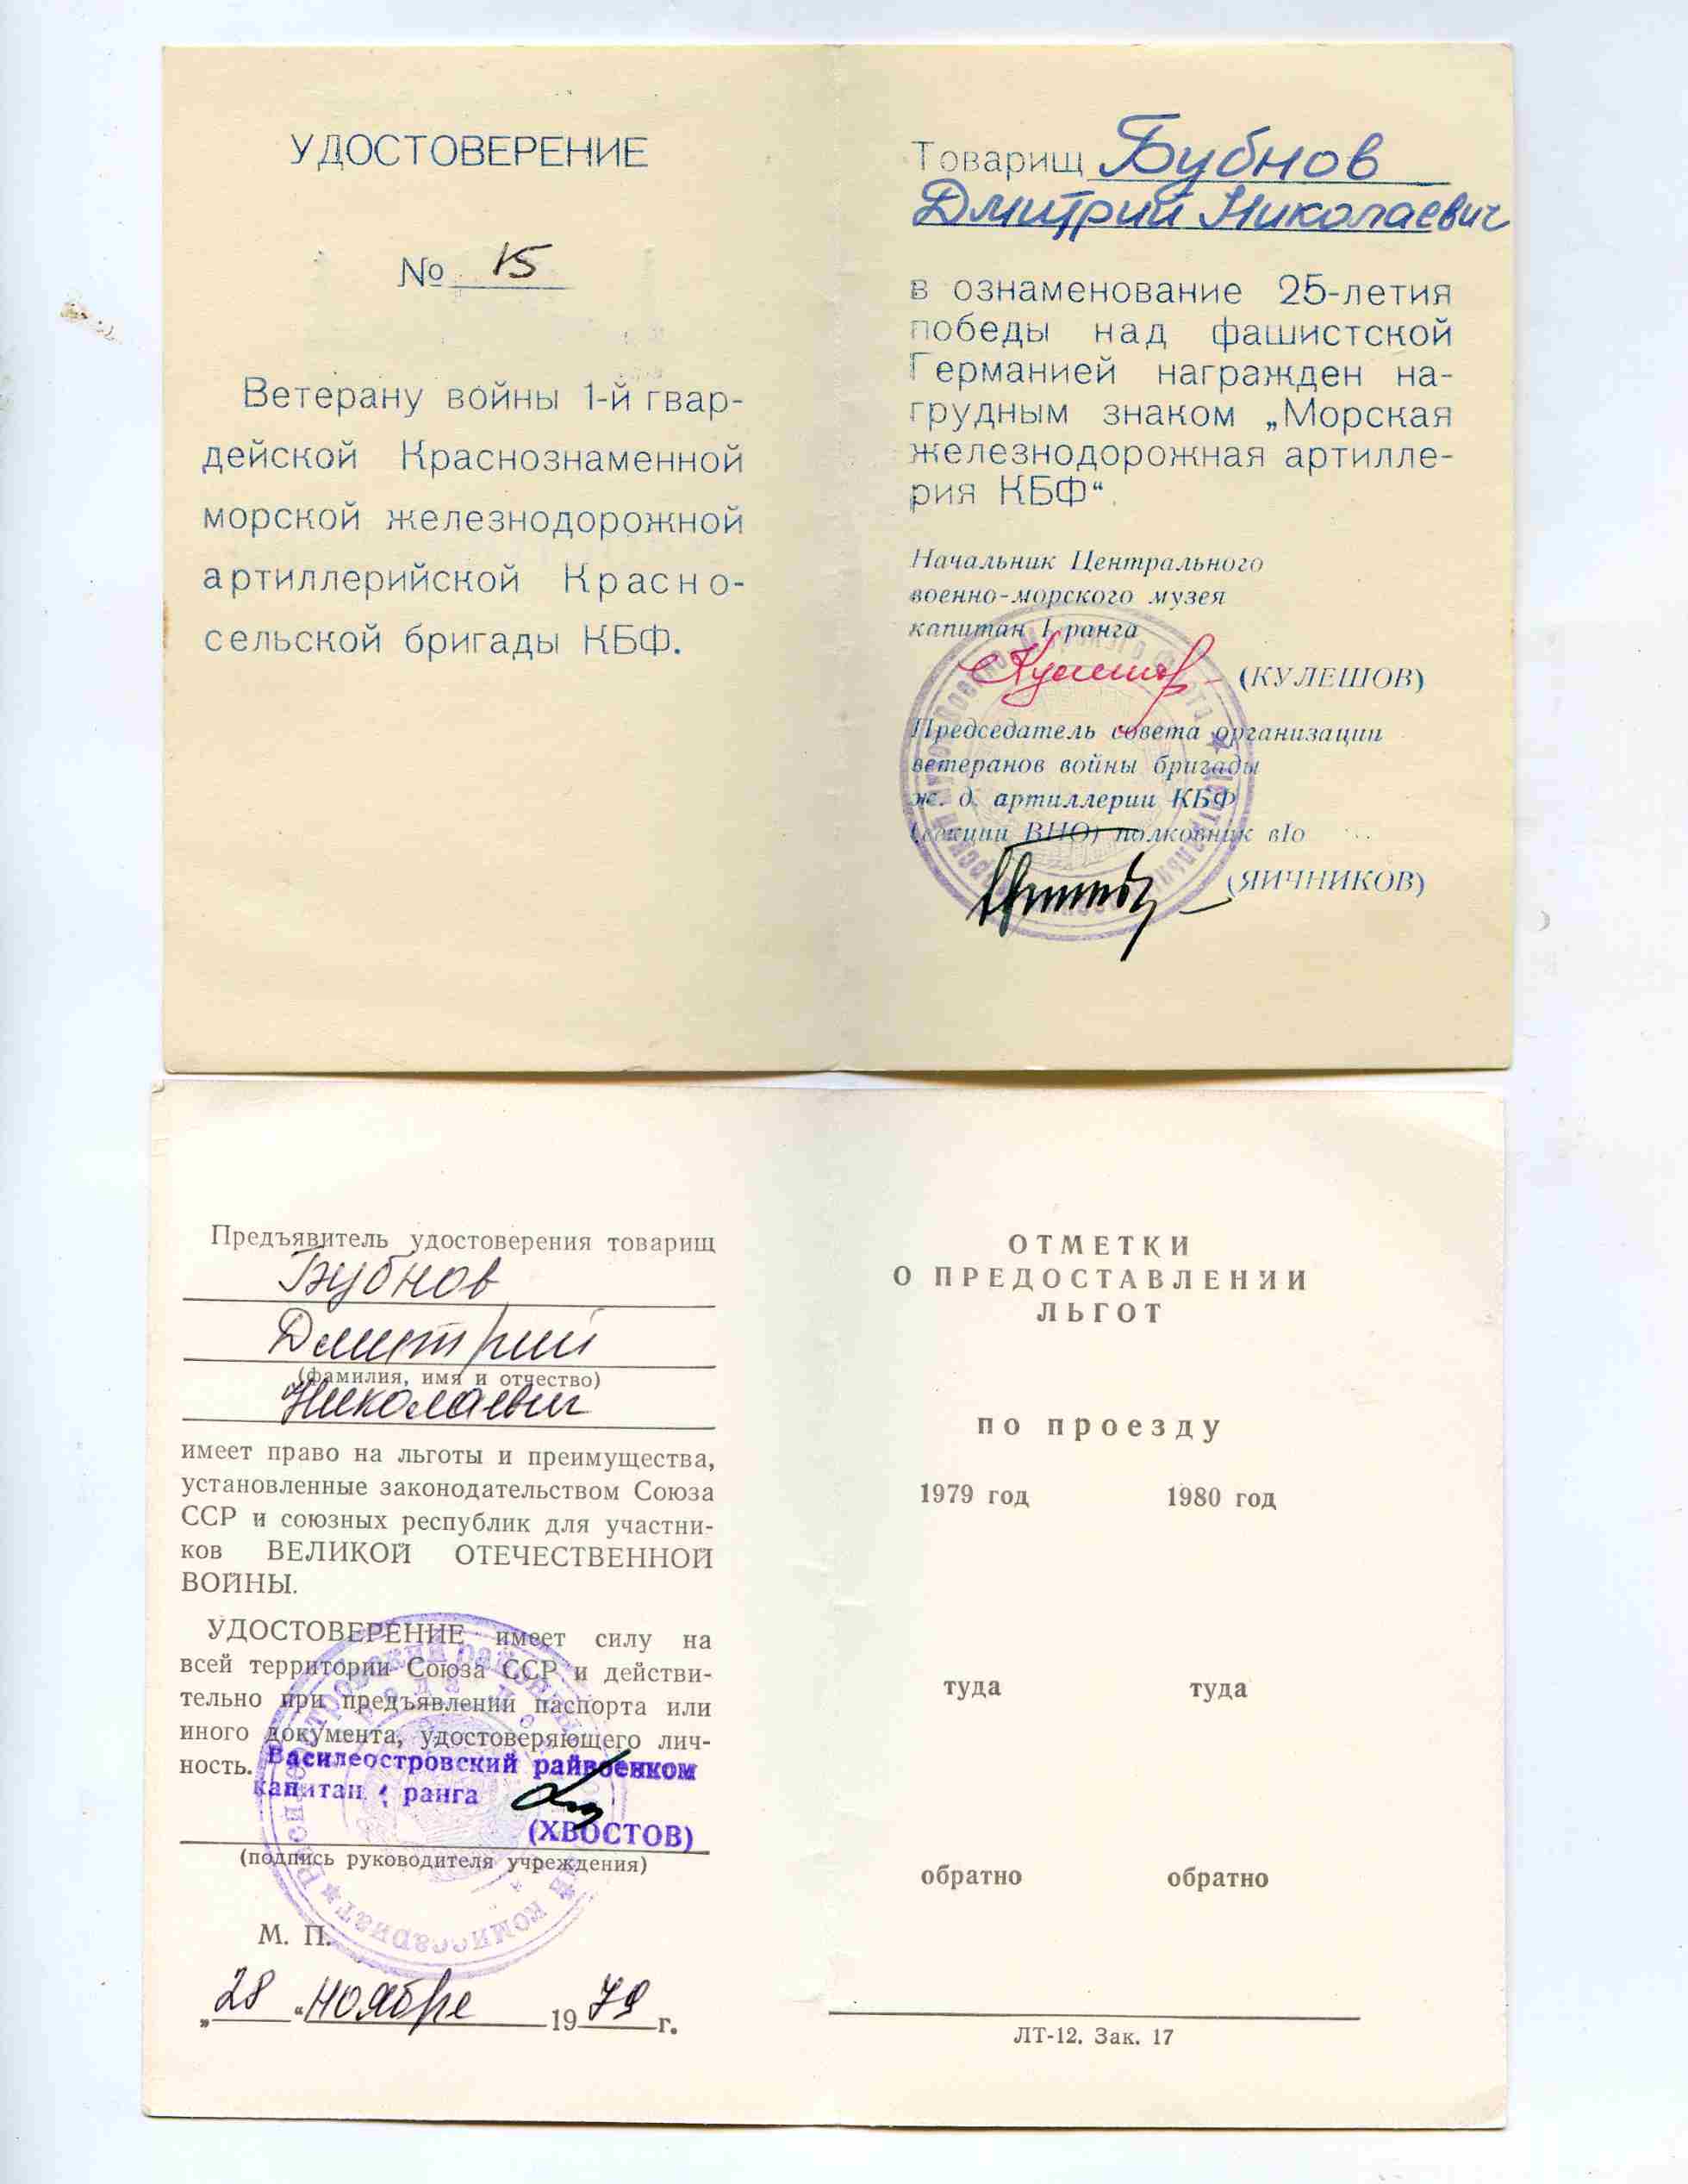 УДОСТОВЕРЕНИЕ
№ 15
Ветерану войны 1-й гвар-
дейской Краснознаменной
морской железнодорожной
артиллерийской Красно-
сельской бригады КБФ.
Товарищ Бубнов
Дмитрий Николаевич
в ознаменование 25-летия
победы над фашистской
Германией награжден на-
грудным знаком „Морская
железнодорожная артилле-
рия КБФ“.
Начальник Центрального
военно-морского музея
капитан 1 ранга
(КУЛЕШОВ)
Председатель совета организации
ветеранов войны бригады
ж. д. артиллерии КБФ
(секции ВНО) полковник в/о
(ЯИЧНИКОВ)
Предъявитель удостоверения товарищ
Бубнов
Дмитрий
(фамилия, имя и отчество)
Николаевич
имеет право на льготы и преимущества,
установленные законодательством Союза
ССР и союзных республик для участни-
ков ВЕЛИКОЙ ОТЕЧЕСТВЕННОЙ
ВОЙНЫ.
УДОСТОВЕРЕНИЕ имеет силу на
всей территории Союза ССР и действи-
тельно при предъявлении паспорта или
иного документа, удостоверяющего лич-
ность.
Василеостровский райвоенком
капитан ранга
(ХВОСТОВ)
(подпись руководителя учреждения)
М. П.
„28“ ноября 1979 г.
ОТМЕТКИ
О ПРЕДОСТАВЛЕНИИ
ЛЬГОТ
по проезду
1979 год 1980 год
туда туда
обратно обратно
ЛТ-12. Зак. 17